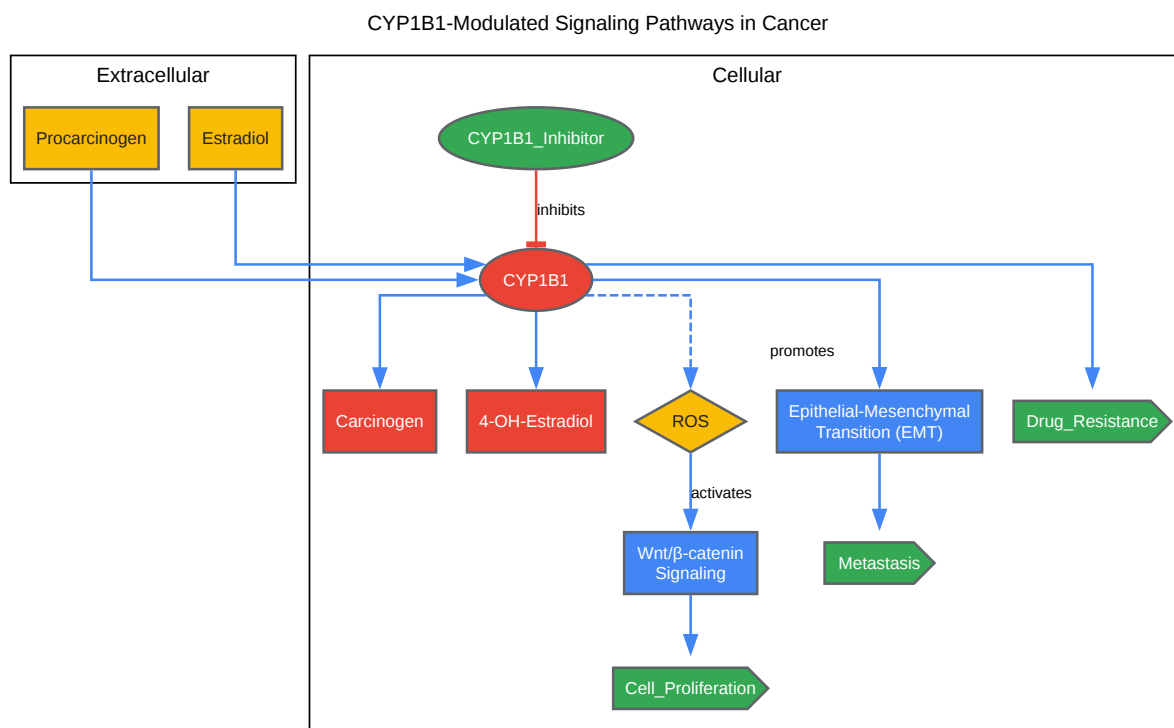 CYP1B1-Modulated Signaling Pathways in Cancer
Extracellular
Cellular
Procarcinogen
Estradiol
CYP1B1_Inhibitor
inhibits
CYP1B1
promotes
Carcinogen
4-OH-Estradiol
ROS
Epithelial-Mesenchymal
Transition (EMT)
Drug_Resistance
activates
Wnt/β-catenin
Signaling
Metastasis
Cell_Proliferation